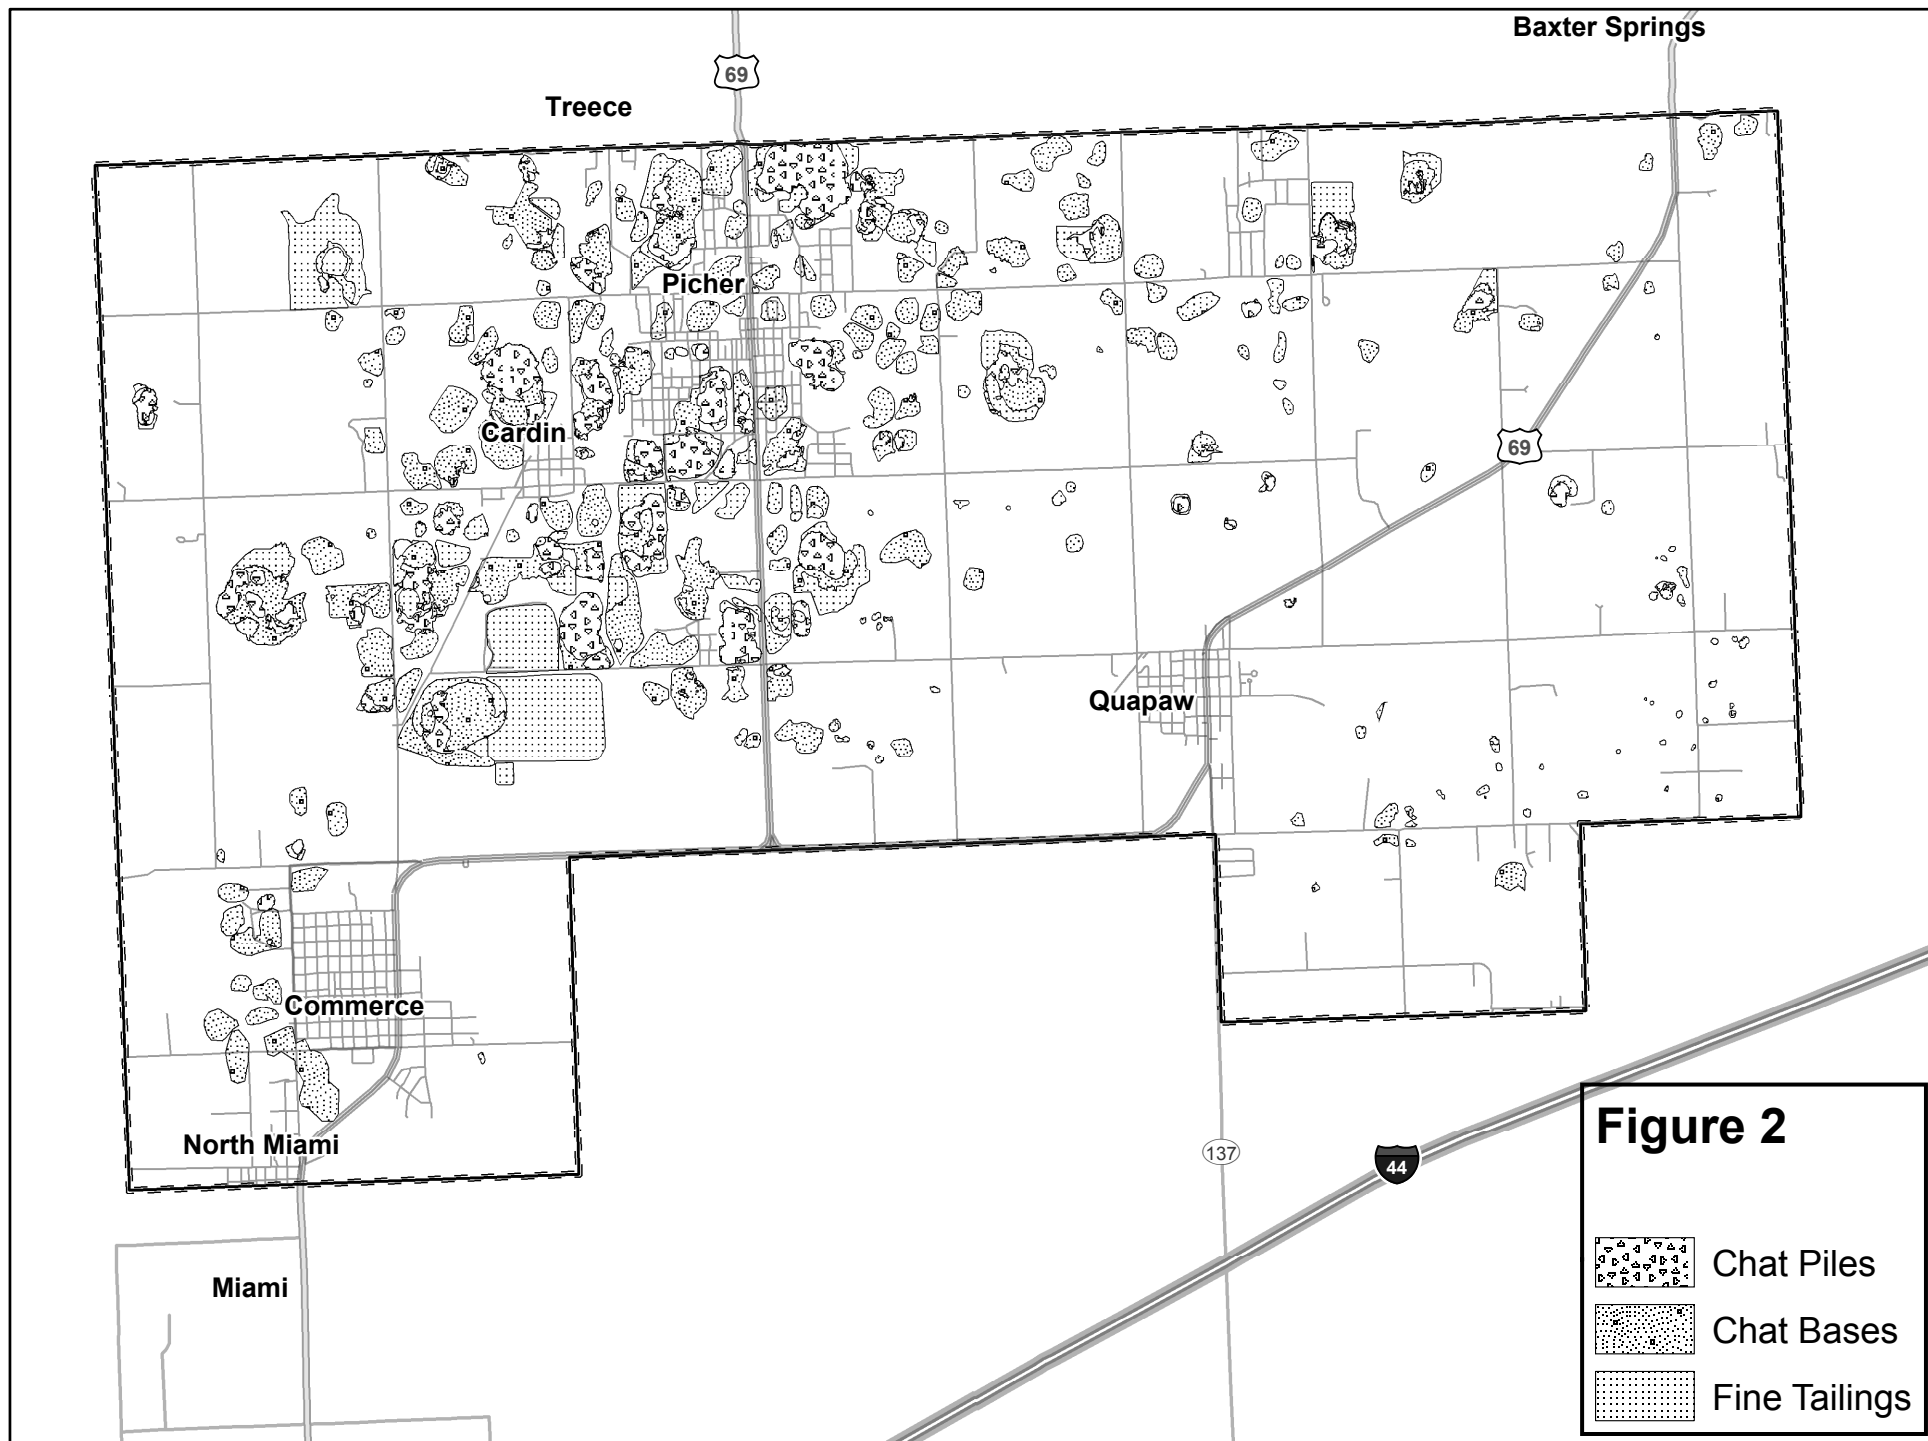 Baxter Springs
69
Treece
Picher
Cardin
69
Quapaw
Commerce
North Miami
137
44
Miami
Figure 2
Chat Piles
Chat Bases
Fine Tailings